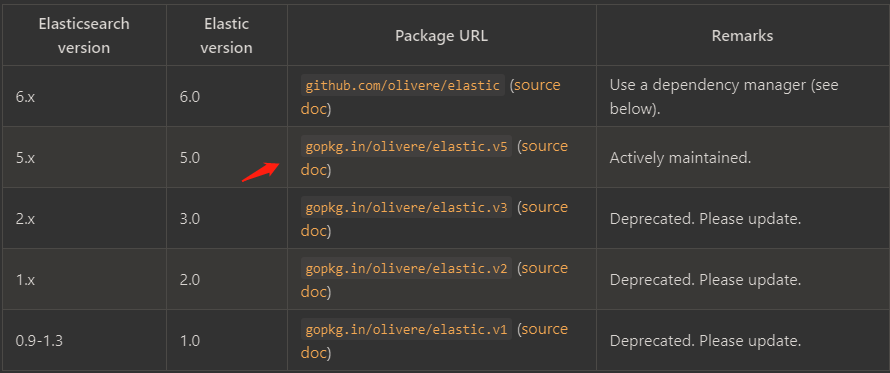 Elasticsearch version
Elastic version
Package URL
Remarks
6.x
6.0
github.com/olivere/elastic (source
doc)
Use a dependency manager (see
below).
5.x
5.0
gopkg.in/olivere/elastic.v5 (source
doc)
Actively maintained.
2.x
3.0
gopkg.in/olivere/elastic.v3 (source
doc)
Deprecated. Please update.
1.x
2.0
gopkg.in/olivere/elastic.v2 (source
doc)
Deprecated. Please update.
0.9-1.3
1.0
gopkg.in/olivere/elastic.v1 (source
doc)
Deprecated. Please update.